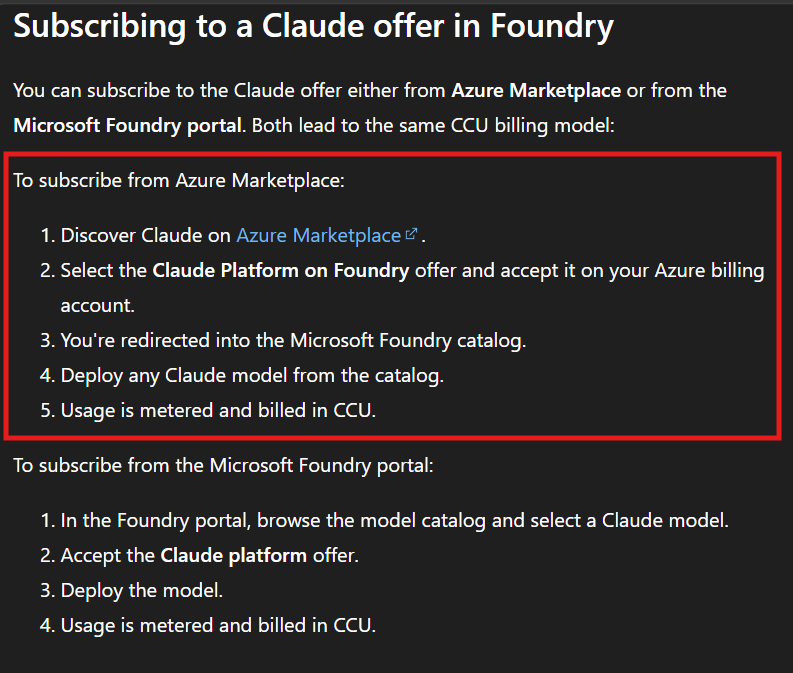 Subscribing to a Claude offer in Foundry
You can subscribe to the Claude offer either from Azure Marketplace or from the
Microsoft Foundry portal. Both lead to the same CCU billing model:
To subscribe from Azure Marketplace:
1. Discover Claude on Azure Marketplace.
2. Select the Claude Platform on Foundry offer and accept it on your Azure billing
account.
3. You're redirected into the Microsoft Foundry catalog.
4. Deploy any Claude model from the catalog.
5. Usage is metered and billed in CCU.
To subscribe from the Microsoft Foundry portal:
1. In the Foundry portal, browse the model catalog and select a Claude model.
2. Accept the Claude platform offer.
3. Deploy the model.
4. Usage is metered and billed in CCU.